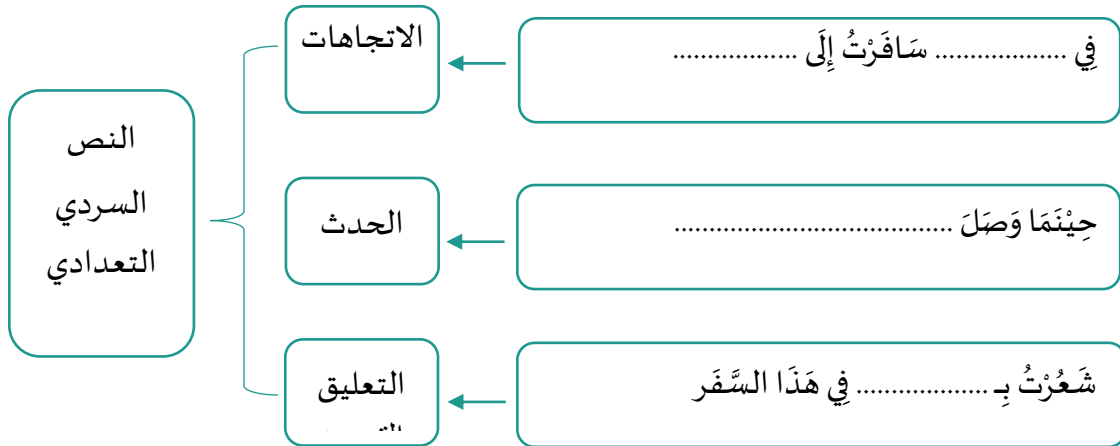 الاتجاهات
فِي .................. سَافَرْتُ إِلَى .................
النص
السردي
التعدادي
الحدث
حِيْنَمَا وَصَلَ .......................................
التعليق
شَعُرْتُ بِـ .................. فِي هَذَا السَّفَر